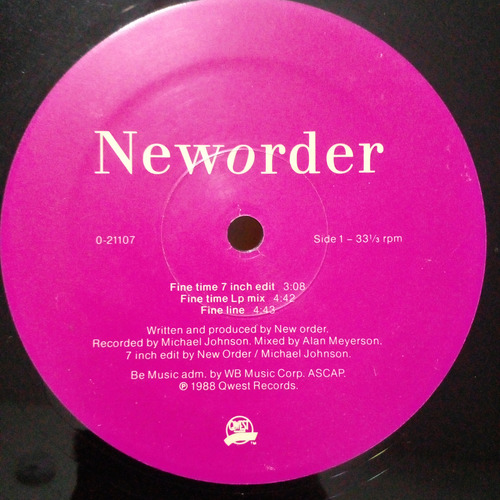 Neworder
0-21107 Side 1 – 33⅓ rpm
Fine time 7 inch edit 3:08
Fine time Lp mix 4:42
Fine line 4:43
Written and produced by New order.
Recorded by Michael Johnson. Mixed by Alan Meyerson.
7 inch edit by New Order / Michael Johnson.
Be Music adm. by WB Music Corp. ASCAP.
℗ 1988 Qwest Records.
QWEST